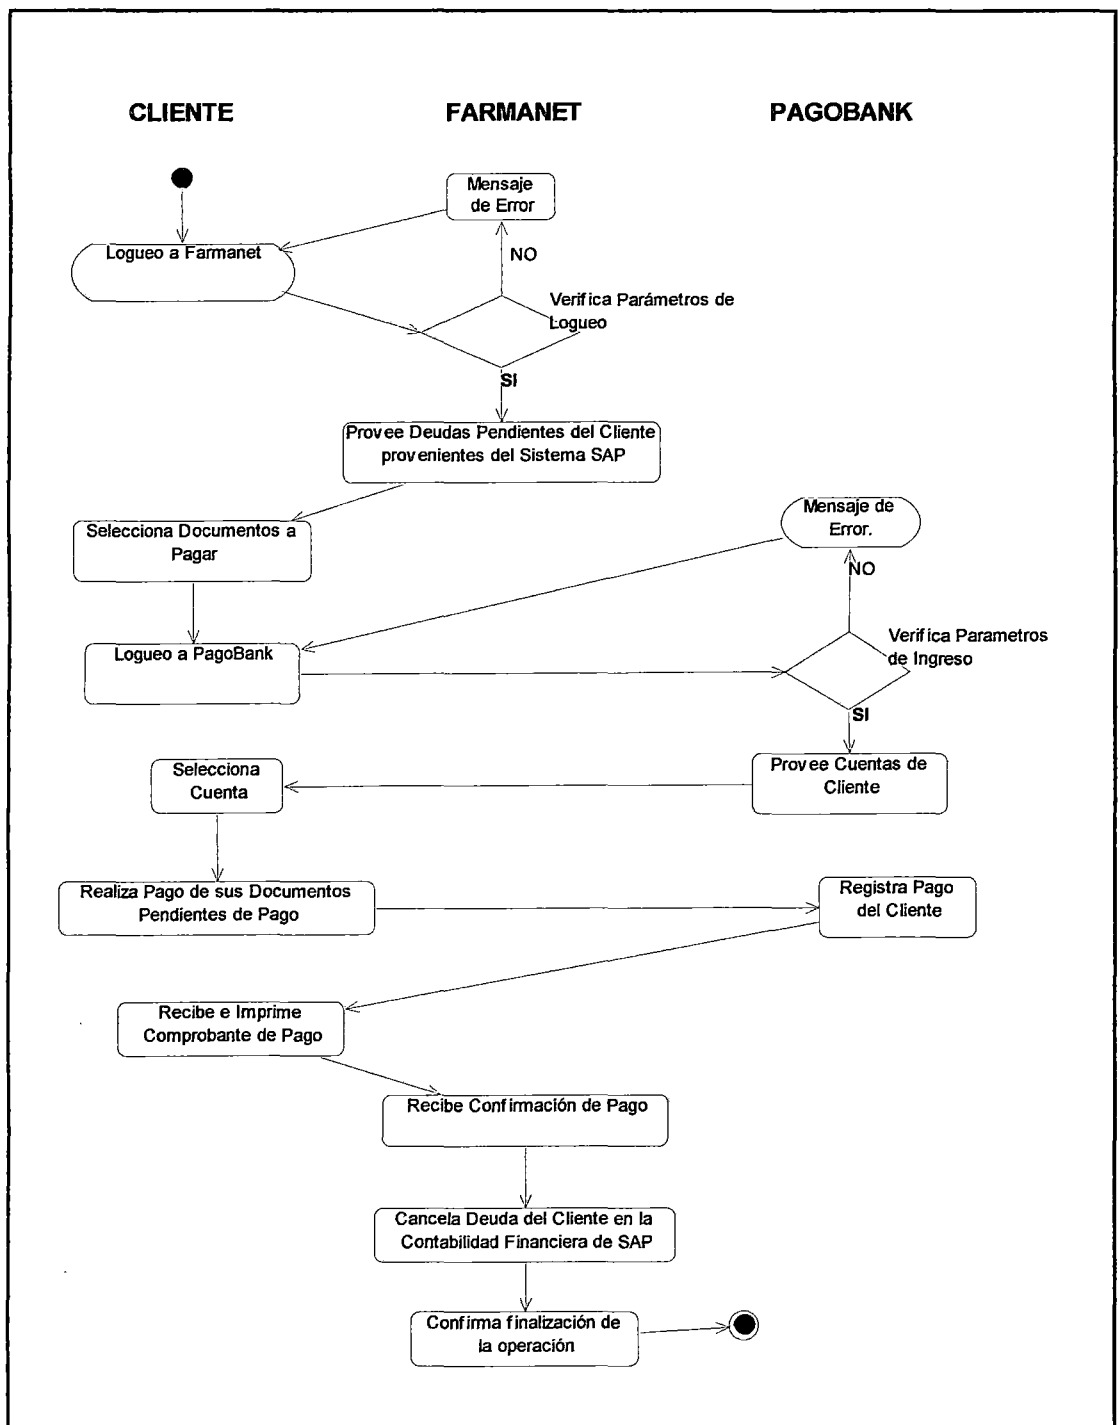 CLIENTE
FARMANET
PAGOBANK
Mensaje
de Error
Logueo a Farmanet
NO
Verifica Parámetros de
Logueo
SI
Provee Deudas Pendientes del Cliente
provenientes del Sistema SAP
Selecciona Documentos a
Pagar
Mensaje de
Error.
NO
Logueo a PagoBank
Verifica Parametros
de Ingreso
SI
Selecciona
Cuenta
Provee Cuentas de
Cliente
Realiza Pago de sus Documentos
Pendientes de Pago
Registra Pago
del Cliente
Recibe e Imprime
Comprobante de Pago
Recibe Confirmación de Pago
Cancela Deuda del Cliente en la
Contabilidad Financiera de SAP
Confirma finalización de
la operación